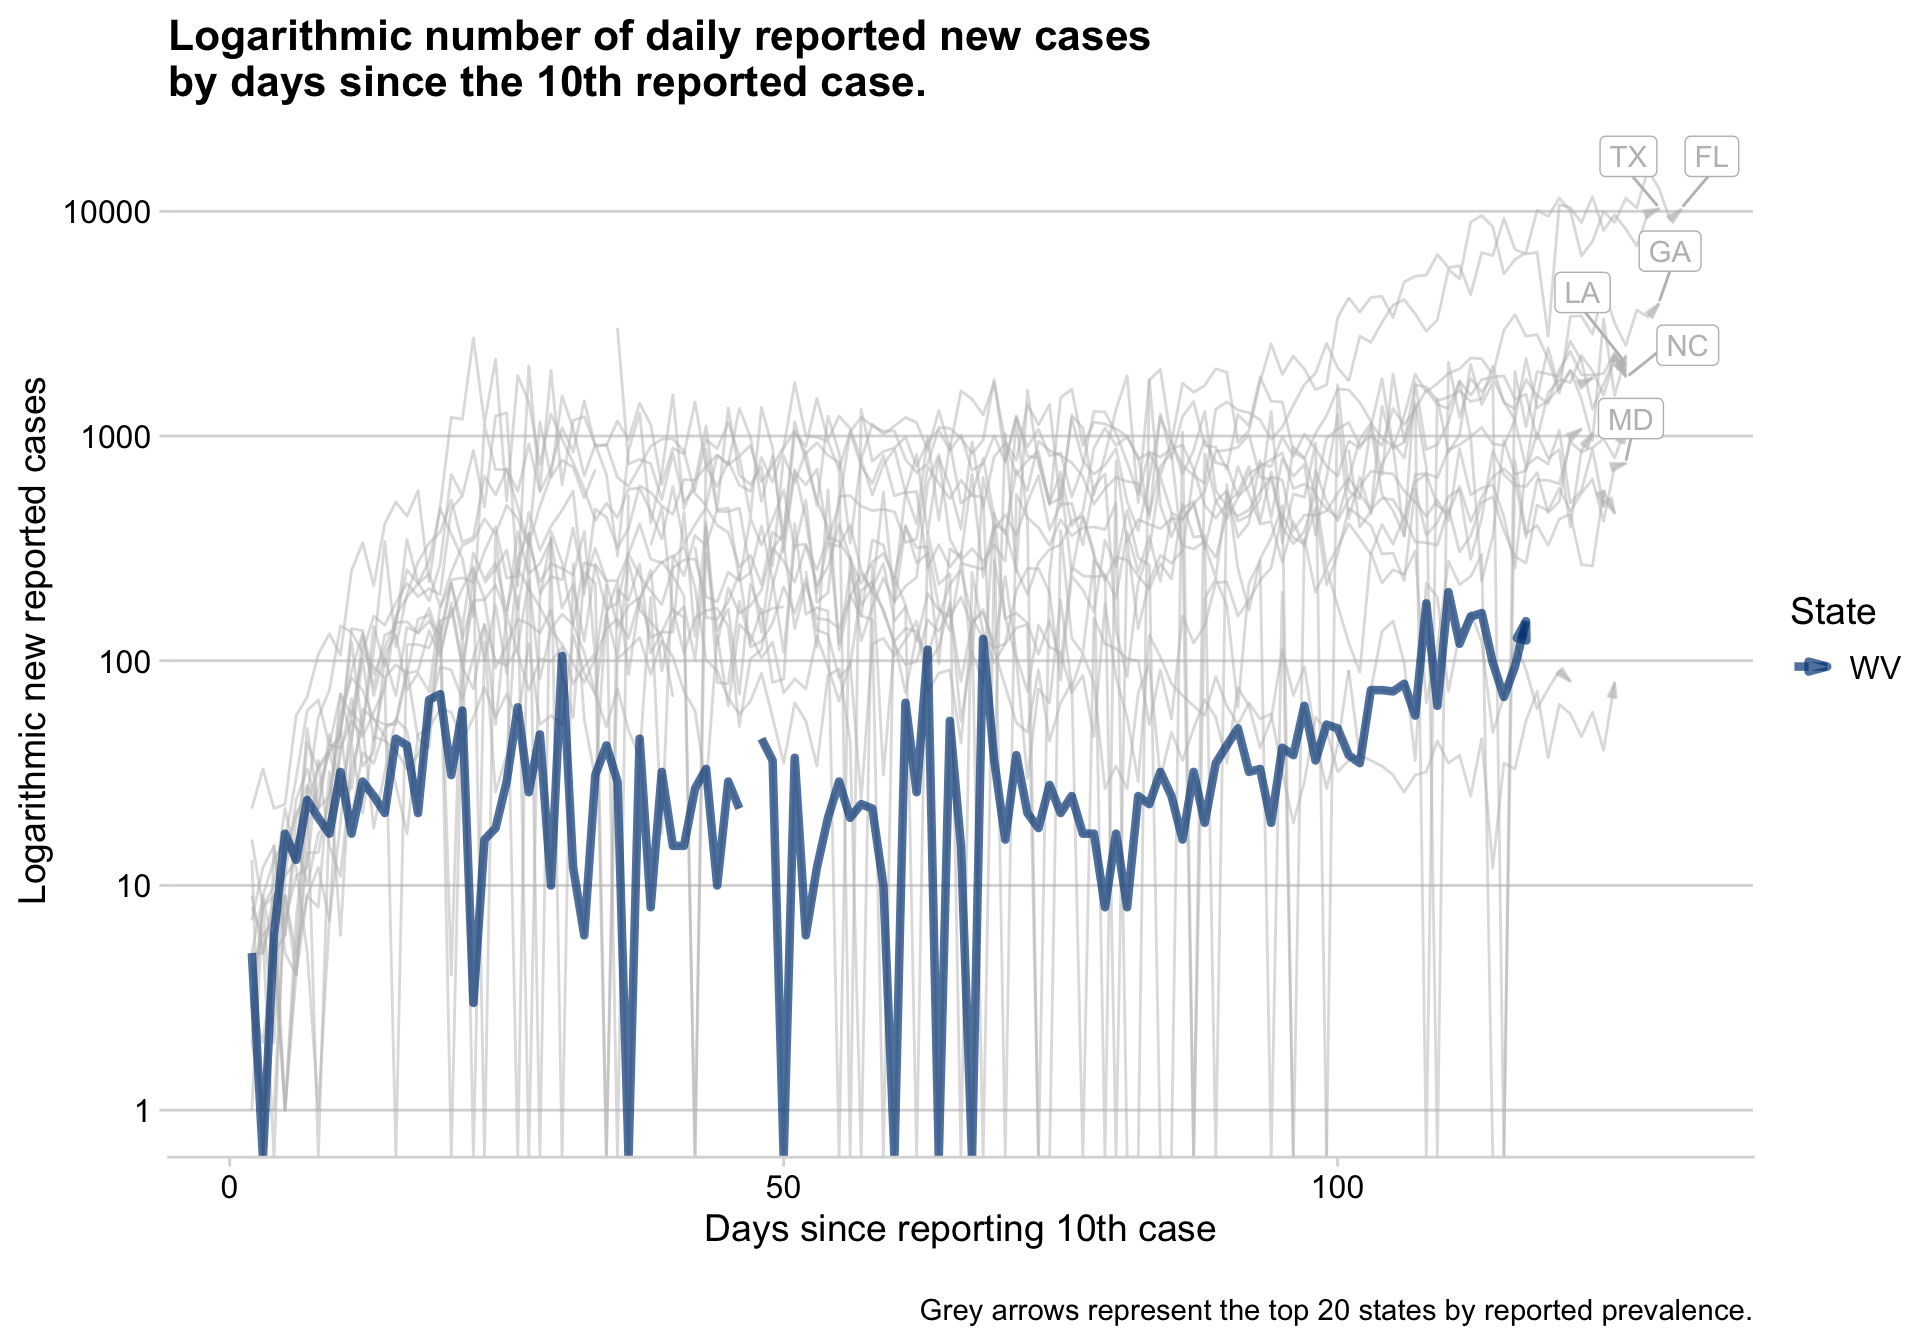 Logarithmic number of daily reported new cases
by days since the 10th reported case.
TX
FL
10000
GA
LA
NC
1000
MD
Logarithmic new reported cases
State
100
WV
10
1
0
50
100
Days since reporting 10th case
Grey arrows represent the top 20 states by reported prevalence.